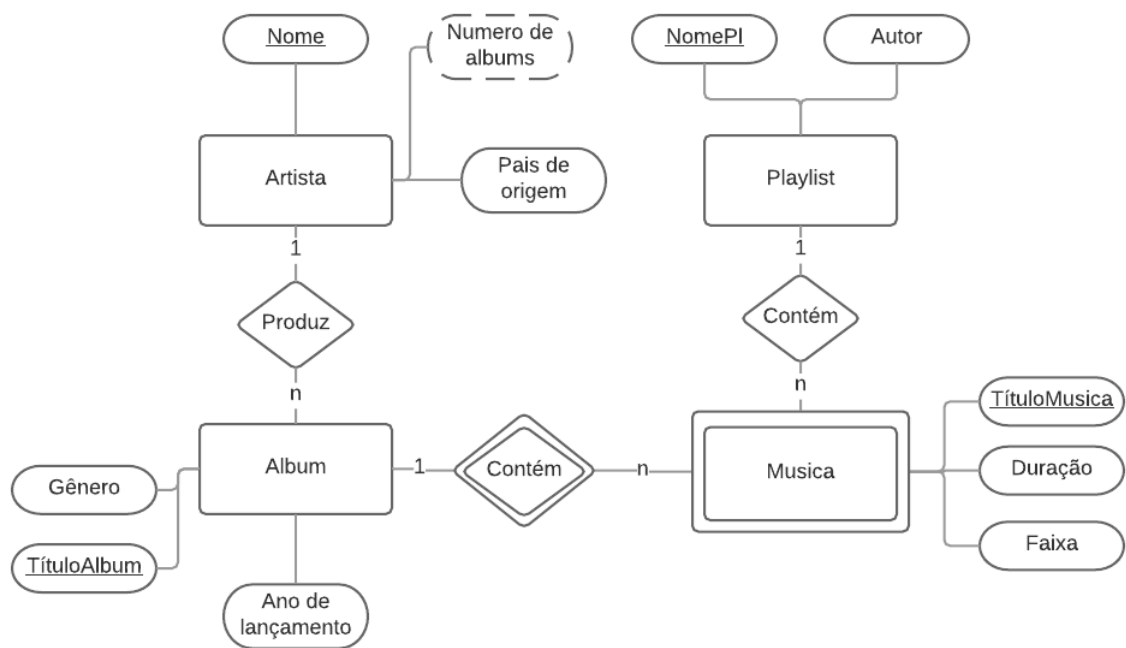 Nome
Numero de
albums
NomePl
Autor
Artista
Pais de
origem
Playlist
1
1
Produz
Contém
n
n
TítuloMusica
Album
1
Contém
n
Musica
Duração
Gênero
TítuloAlbum
Faixa
Ano de
lançamento